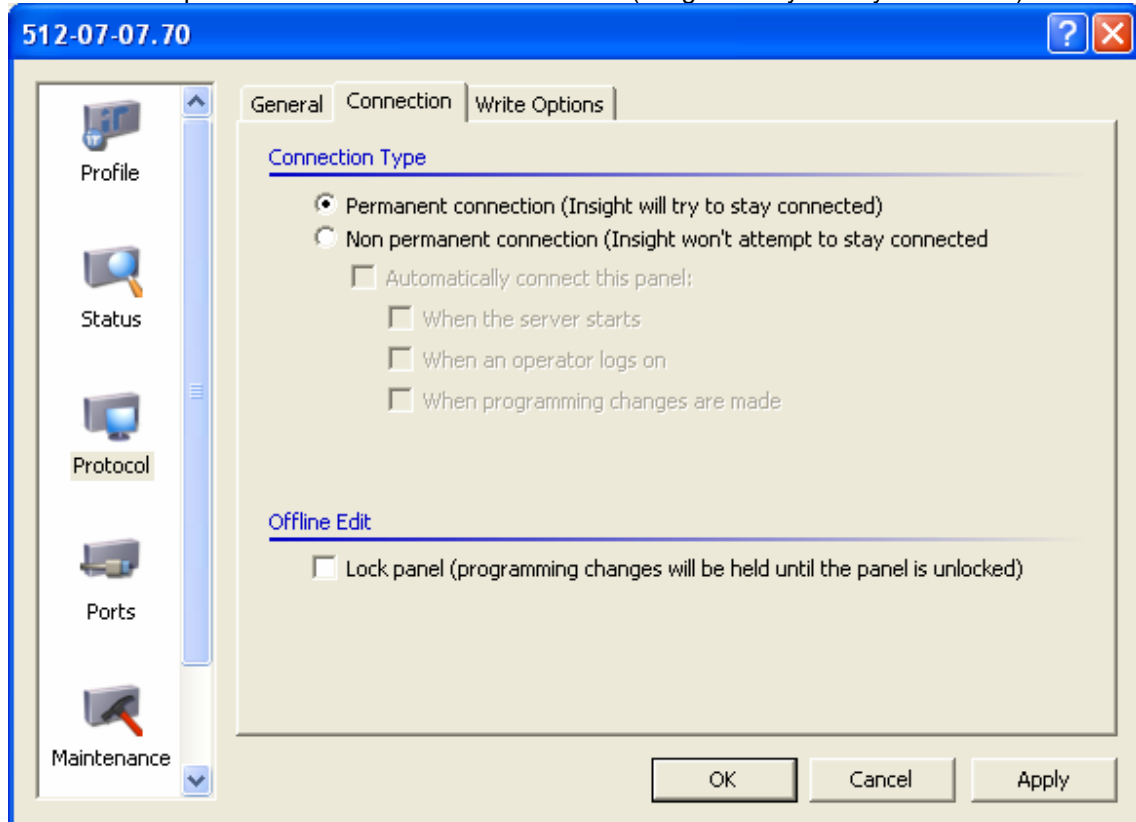 512-07-07.70
Profile
Status
Protocol
Ports
Maintenance
General Connection Write Options
Connection Type
Permanent connection (Insight will try to stay connected)
Non permanent connection (Insight won't attempt to stay connected
Automatically connect this panel:
When the server starts
When an operator logs on
When programming changes are made
Offline Edit
Lock panel (programming changes will be held until the panel is unlocked)
OK Cancel Apply